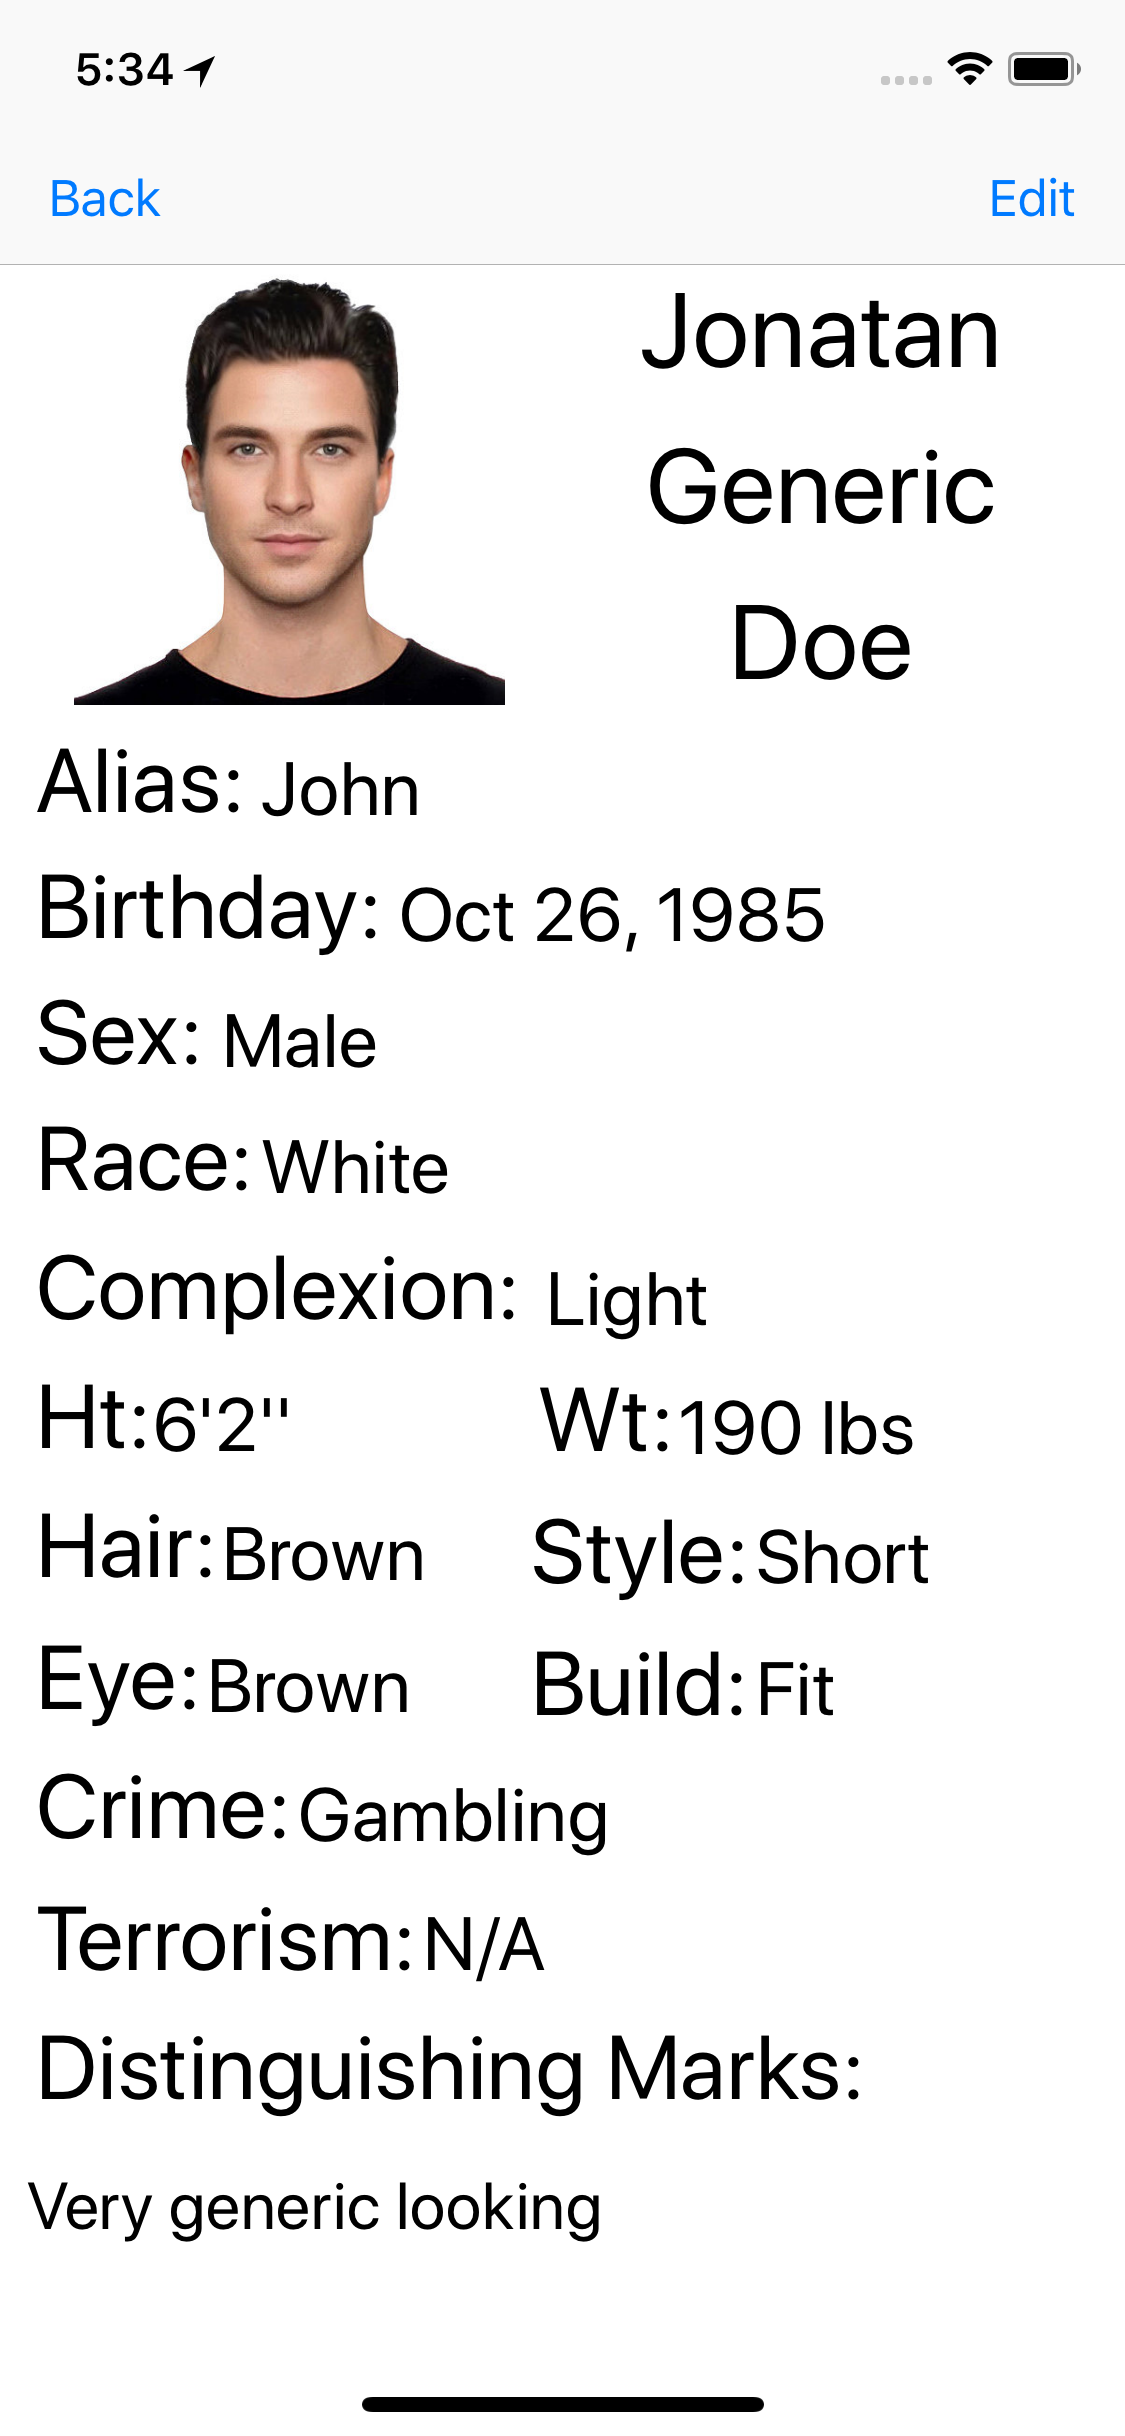 5:34
Back Edit
Jonatan
Generic
Doe
Alias: John
Birthday: Oct 26, 1985
Sex: Male
Race: White
Complexion: Light
Ht: 6'2'' Wt: 190 lbs
Hair: Brown Style: Short
Eye: Brown Build: Fit
Crime: Gambling
Terrorism: N/A
Distinguishing Marks:
Very generic looking